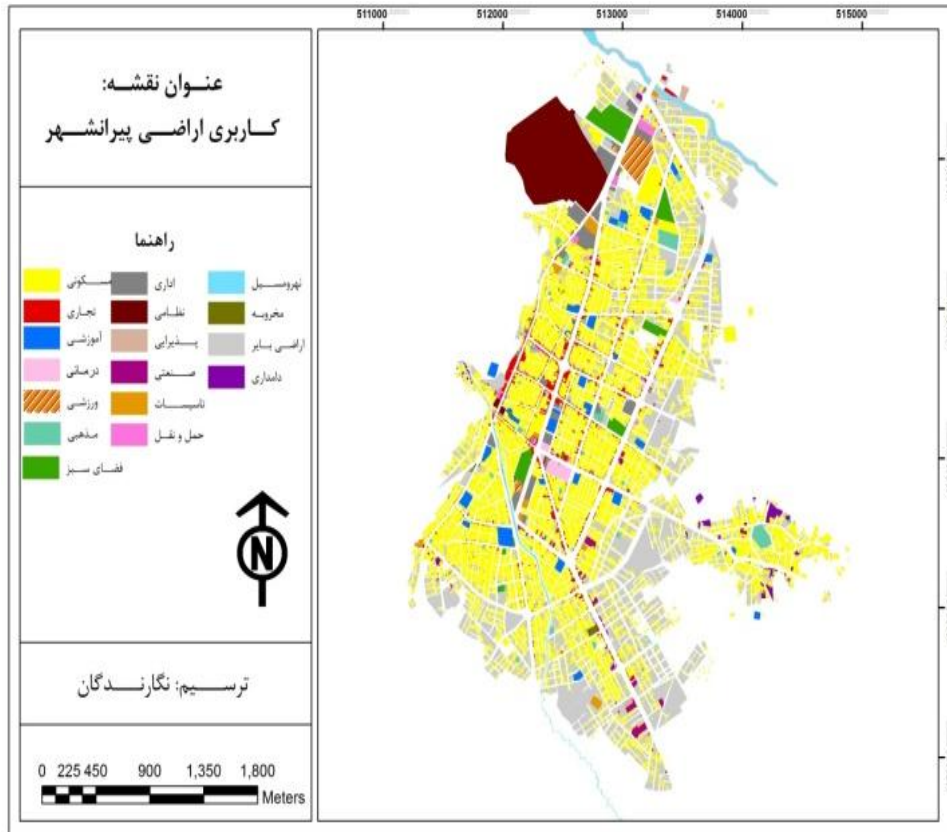 511000 512000 513000 514000 515000
عنوان نقشه:
کاربری اراضی پیرانشهر
راهنما
مسکونی
تجاری
آموزشی
درمانی
ورزشی
مذهبی
فضای سبز
اداری
نظامی
پذیرایی
صنعتی
تاسیسات
حمل و نقل
نهرومسیل
مخروبه
اراضی بایر
دامداری
N
ترسیم: نگارندگان
0 225 450 900 1,350 1,800
Meters